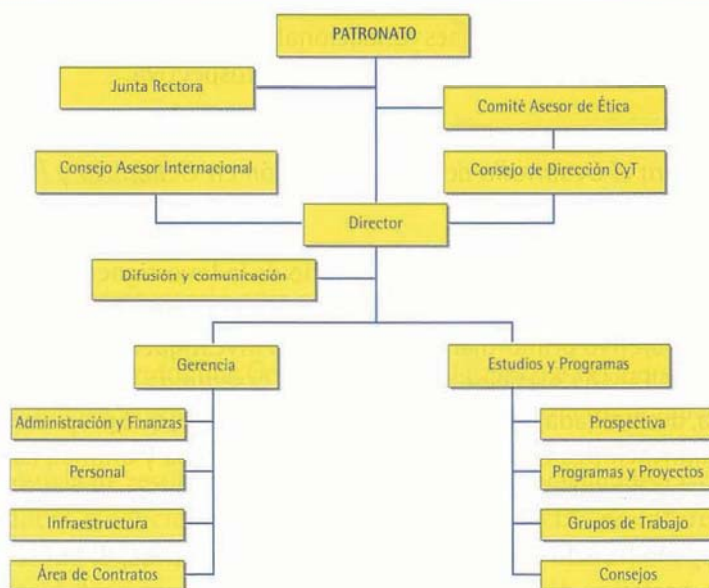 PATRONATO
Junta Rectora
Comité Asesor de Ética
Consejo Asesor Internacional
Consejo de Dirección CyT
Director
Difusión y comunicación
Gerencia
Estudios y Programas
Administración y Finanzas
Prospectiva
Personal
Programas y Proyectos
Infraestructura
Grupos de Trabajo
Área de Contratos
Consejos